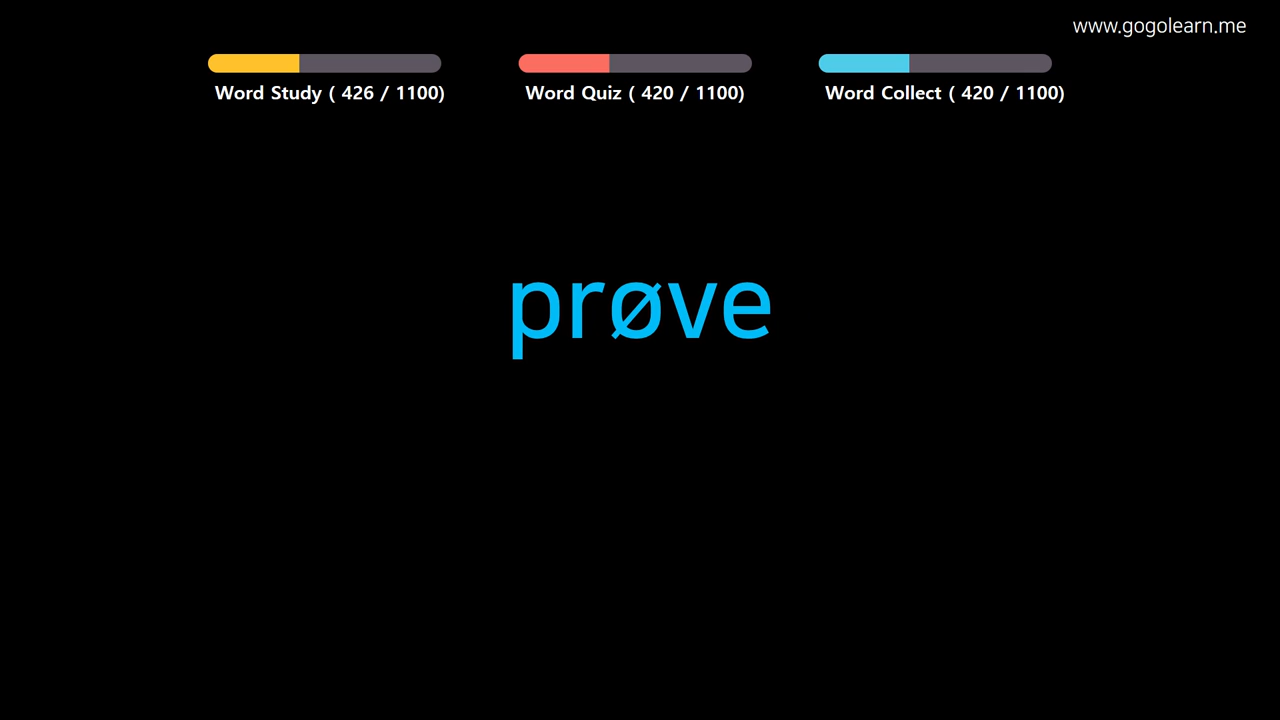 www.gogolearn.me
Word Study ( 426 / 1100)
Word Quiz ( 420 / 1100)
Word Collect ( 420 / 1100)
prøve